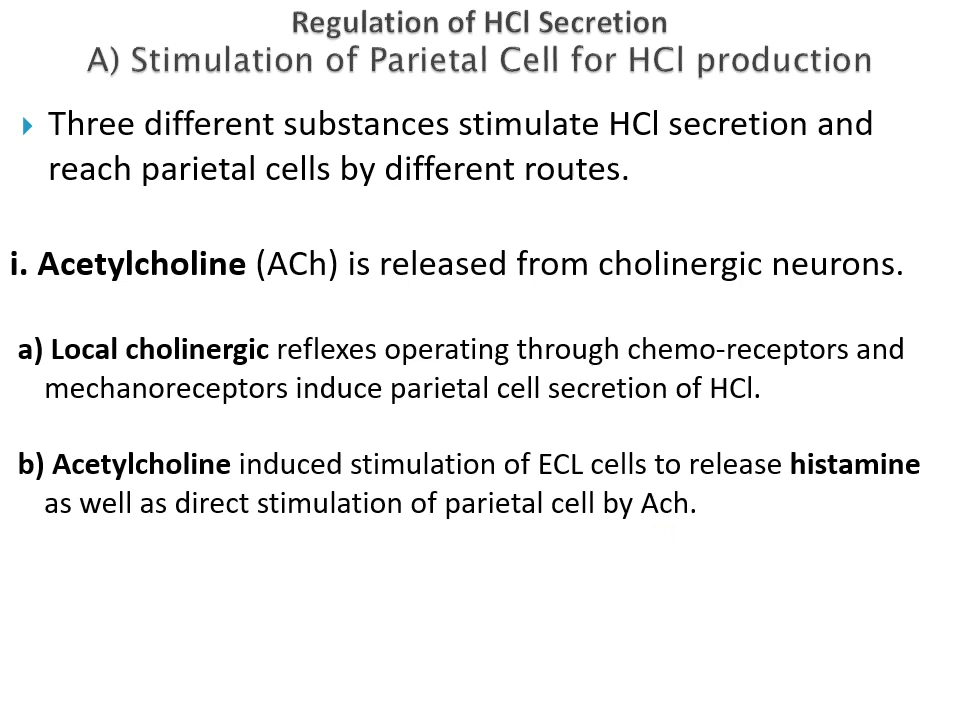 Regulation of HCl Secretion
A) Stimulation of Parietal Cell for HCl production
Three different substances stimulate HCl secretion and
reach parietal cells by different routes.
i. Acetylcholine (ACh) is released from cholinergic neurons.
a) Local cholinergic reflexes operating through chemo-receptors and
mechanoreceptors induce parietal cell secretion of HCl.
b) Acetylcholine induced stimulation of ECL cells to release histamine
as well as direct stimulation of parietal cell by Ach.